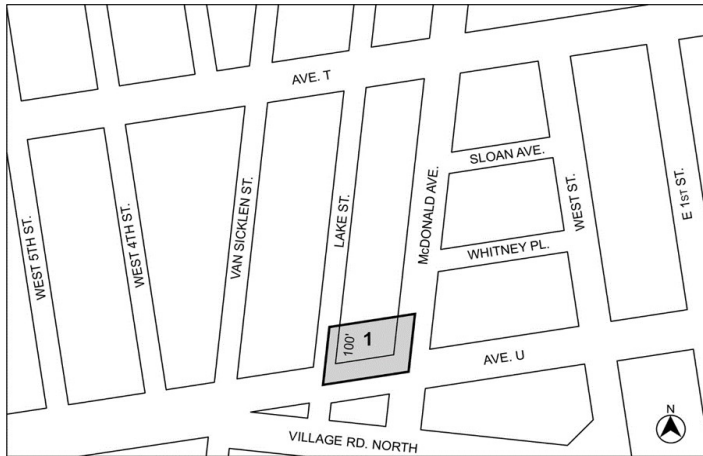 AVE. T
SLOAN AVE.
WEST 5TH ST.
WEST 4TH ST.
VAN SICKLEN ST.
LAKE ST.
McDONALD AVE.
WEST ST.
E 1ST ST.
WHITNEY PL.
100'
1
AVE. U
N
VILLAGE RD. NORTH